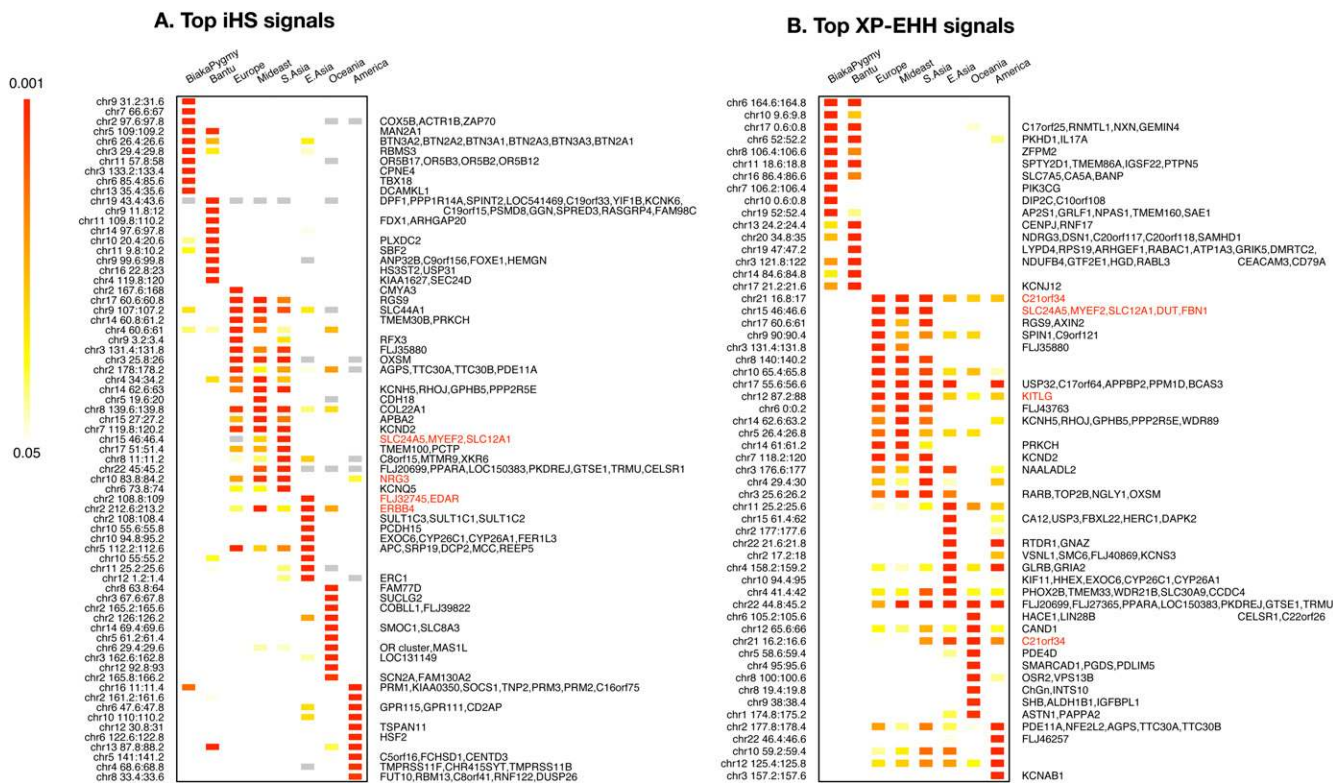 A. Top iHS signals
BiakaPygmy Bantu Europe Mideast S.Asia E.Asia Oceania America
0.001
0.05
chr9 31.2:31.6
chr7 66.6:67
chr2 97.6:97.8 COX5B,ACTR1B,ZAP70
chr5 109:109.2 MAN2A1
chr6 26.4:26.6 BTN3A2,BTN2A2,BTN3A1,BTN2A3,BTN3A3,BTN2A1
chr3 29.4:29.8 RBMS3
chr11 57.8:58 OR5B17,OR5B3,OR5B2,OR5B12
chr3 133.2:133.4 CPNE4
chr6 85.4:85.6 TBX18
chr13 35.4:35.6 DCAMKL1
chr19 43.4:43.6 DPF1,PPP1R14A,SPINT2,LOC541469,C19orf33,YIF1B,KCNK6,
chr9 11.8:12 C19orf15,PSMD8,GGN,SPRED3,RASGRP4,FAM98C
chr11 109.8:110.2 FDX1,ARHGAP20
chr14 97.6:97.8
chr10 20.4:20.6 PLXDC2
chr11 9.8:10.2 SBF2
chr9 99.6:99.8 ANP32B,C9orf156,FOXE1,HEMGN
chr16 22.8:23 HS3ST2,USP31
chr4 119.8:120 KIAA1627,SEC24D
chr2 167.6:168 CMYA3
chr17 60.6:60.8 RGS9
chr9 107:107.2 SLC44A1
chr14 60.8:61.2 TMEM30B,PRKCH
chr4 60.6:61
chr9 3.2:3.4 RFX3
chr3 131.4:131.8 FLJ35880
chr3 25.8:26 OXSM
chr2 178:178.2 AGPS,TTC30A,TTC30B,PDE11A
chr4 34:34.2
chr14 62.6:63 KCNH5,RHOJ,GPHB5,PPP2R5E
chr5 19.6:20 CDH18
chr8 139.6:139.8 COL22A1
chr15 27:27.2 APBA2
chr7 119.8:120.2 KCND2
chr15 46:46.4 SLC24A5,MYEF2,SLC12A1
chr17 51:51.4 TMEM100,PCTP
chr8 11:11.2 C8orf15,MTMR9,XKR6
chr22 45:45.2 FLJ20699,PPARA,LOC150383,PKDREJ,GTSE1,TRMU,CELSR1
chr10 83.8:84.2 NRG3
chr6 73.8:74 KCNQ5
chr2 108.8:109 FLJ32745,EDAR
chr2 212.6:213.2 ERBB4
chr2 108:108.4 SULT1C3,SULT1C1,SULT1C2
chr10 55.6:55.8 PCDH15
chr10 94.8:95.2 EXOC6,CYP26C1,CYP26A1,FER1L3
chr5 112.2:112.6 APC,SRP19,DCP2,MCC,REEP5
chr10 55:55.2
chr11 25.2:25.6
chr12 1.2:1.4 ERC1
chr8 63.8:64 FAM77D
chr3 67.6:67.8 SUCLG2
chr2 165.2:165.6 COBLL1,FLJ39822
chr2 126:126.2
chr14 69.4:69.6 SMOC1,SLC8A3
chr5 61.2:61.4
chr6 29.4:29.6 OR cluster,MAS1L
chr3 162.6:162.8 LOC131149
chr12 92.8:93
chr2 165.8:166.2 SCN2A,FAM130A2
chr16 11:11.4 PRM1,KIAA0350,SOCS1,TNP2,PRM3,PRM2,C16orf75
chr2 161.2:161.6
chr6 47.6:47.8 GPR115,GPR111,CD2AP
chr10 110:110.2
chr12 30.8:31 TSPAN11
chr6 122.6:122.8 HSF2
chr13 87.8:88.2
chr5 141:141.2 C5orf16,FCHSD1,CENTD3
chr4 68.6:68.8 TMPRSS11F,CHR415SYT,TMPRSS11B
chr8 33.4:33.6 FUT10,RBM13,C8orf41,RNF122,DUSP26
B. Top XP-EHH signals
BiakaPygmy Bantu Europe Mideast S.Asia E.Asia Oceania America
chr6 164.6:164.8
chr10 9.6:9.8
chr17 0.6:0.8 C17orf25,RNMTL1,NXN,GEMIN4
chr6 52:52.2 PKHD1,IL17A
chr8 106.4:106.6 ZFPM2
chr11 18.6:18.8 SPTY2D1,TMEM86A,IGSF22,PTPN5
chr16 86.4:86.6 SLC7A5,CA5A,BANP
chr7 106.2:106.4 PIK3CG
chr10 0.6:0.8 DIP2C,C10orf108
chr19 52:52.4 AP2S1,GRLF1,NPAS1,TMEM160,SAE1
chr13 24.2:24.4 CENPJ,RNF17
chr20 34.8:35 NDRG3,DSN1,C20orf117,C20orf118,SAMHD1
chr19 47:47.2 LYPD4,RPS19,ARHGEF1,RABAC1,ATP1A3,GRIK5,DMRTC2,
chr3 121.8:122 NDUFB4,GTF2E1,HGD,RABL3 CEACAM3,CD79A
chr14 84.6:84.8
chr17 21.2:21.6 KCNJ12
chr21 16.8:17 C21orf34
chr15 46:46.6 SLC24A5,MYEF2,SLC12A1,DUT,FBN1
chr17 60.6:61 RGS9,AXIN2
chr9 90:90.4 SPIN1,C9orf121
chr3 131.4:131.8 FLJ35880
chr8 140:140.2
chr10 65.4:65.8
chr17 55.6:56.6 USP32,C17orf64,APPBP2,PPM1D,BCAS3
chr12 87.2:88 KITLG
chr6 0:0.2 FLJ43763
chr14 62.6:63.2 KCNH5,RHOJ,GPHB5,PPP2R5E,WDR89
chr5 26.4:26.8
chr14 61:61.2 PRKCH
chr7 118.2:120 KCND2
chr3 176.6:177 NAALADL2
chr4 29.4:30
chr3 25.6:26.2 RARB,TOP2B,NGLY1,OXSM
chr11 25.2:25.6
chr15 61.4:62 CA12,USP3,FBXL22,HERC1,DAPK2
chr2 177:177.6
chr22 21.6:21.8 RTDR1,GNAZ
chr2 17.2:18 VSNL1,SMC6,FLJ40869,KCNS3
chr4 158.2:159.2 GLRB,GRIA2
chr10 94.4:95 KIF11,HHEX,EXOC6,CYP26C1,CYP26A1
chr4 41.4:42 PHOX2B,TMEM33,WDR21B,SLC30A9,CCDC4
chr22 44.8:45.2 FLJ20699,FLJ27365,PPARA,LOC150383,PKDREJ,GTSE1,TRMU
chr6 105.2:105.6 HACE1,LIN28B CELSR1,C22orf26
chr12 65.6:66 CAND1
chr21 16.2:16.6 C21orf34
chr5 58.6:59.4 PDE4D
chr4 95:95.6 SMARCAD1,PGDS,PDLIM5
chr8 100:100.6 OSR2,VPS13B
chr8 19.4:19.8 ChGn,INTS10
chr9 38:38.4 SHB,ALDH1B1,IGFBPL1
chr1 174.8:175.2 ASTN1,PAPPA2
chr2 177.8:178.4 PDE11A,NFE2L2,AGPS,TTC30A,TTC30B
chr22 46.4:46.6 FLJ46257
chr10 59.2:59.4
chr12 125.4:125.8
chr3 157.2:157.6 KCNAB1